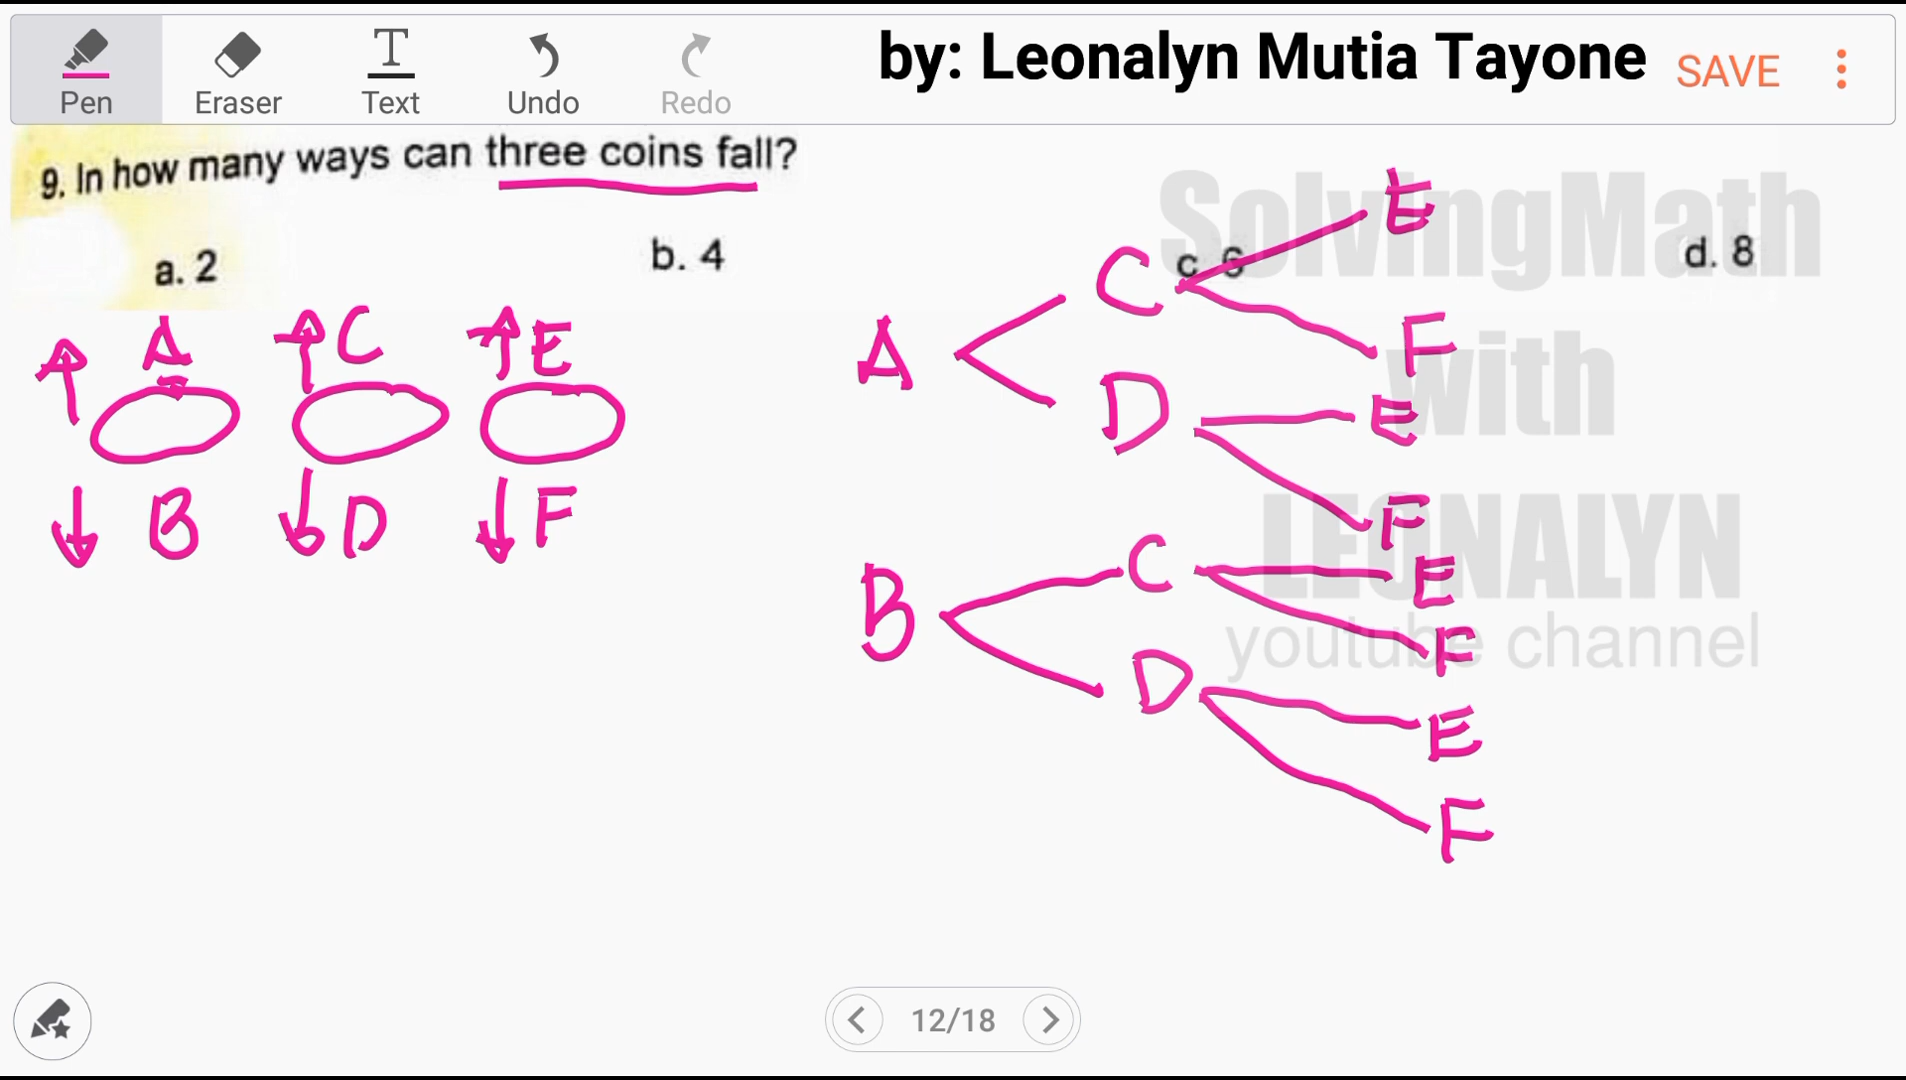 Pen Eraser Text Undo Redo by: Leonalyn Mutia Tayone SAVE
9. In how many ways can three coins fall?
a. 2 b. 4 c 6 d. 8
SolvingMath
with
LEONALYN
youtube channel
A C E
B D F
A C E
F
D E
F
B C E
F
D E
F
12/18